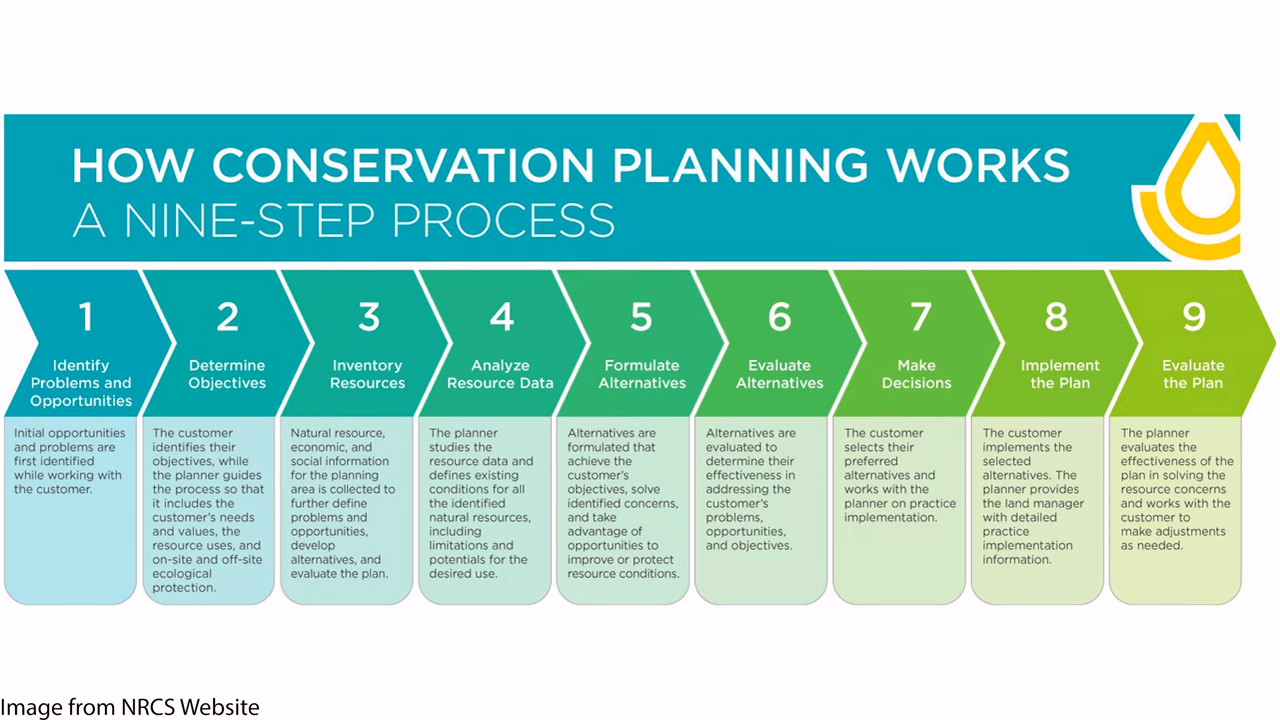 HOW CONSERVATION PLANNING WORKS
A NINE-STEP PROCESS
1
Identify
Problems and
Opportunities
Initial opportunities
and problems are
first identified
while working with
the customer.
2
Determine
Objectives
The customer
identifies their
objectives, while
the planner guides
the process so that
it includes the
customer's needs
and values, the
resource uses, and
on-site and off-site
ecological
protection.
3
Inventory
Resources
Natural resource,
economic, and
social information
for the planning
area is collected to
further define
problems and
opportunities,
develop
alternatives, and
evaluate the plan.
4
Analyze
Resource Data
The planner
studies the
resource data and
defines existing
conditions for all
the identified
natural resources,
including
limitations and
potentials for the
desired use.
5
Formulate
Alternatives
Alternatives are
formulated that
achieve the
customer's
objectives, solve
identified concerns,
and take
advantage of
opportunities to
improve or protect
resource conditions.
6
Evaluate
Alternatives
Alternatives are
evaluated to
determine their
effectiveness in
addressing the
customer's
problems,
opportunities,
and objectives.
7
Make
Decisions
The customer
selects their
preferred
alternatives and
works with the
planner on practice
implementation.
8
Implement
the Plan
The customer
implements the
selected
alternatives. The
planner provides
the land manager
with detailed
practice
implementation
information.
9
Evaluate
the Plan
The planner
evaluates the
effectiveness of the
plan in solving the
resource concerns
and works with the
customer to
make adjustments
as needed.
Image from NRCS Website